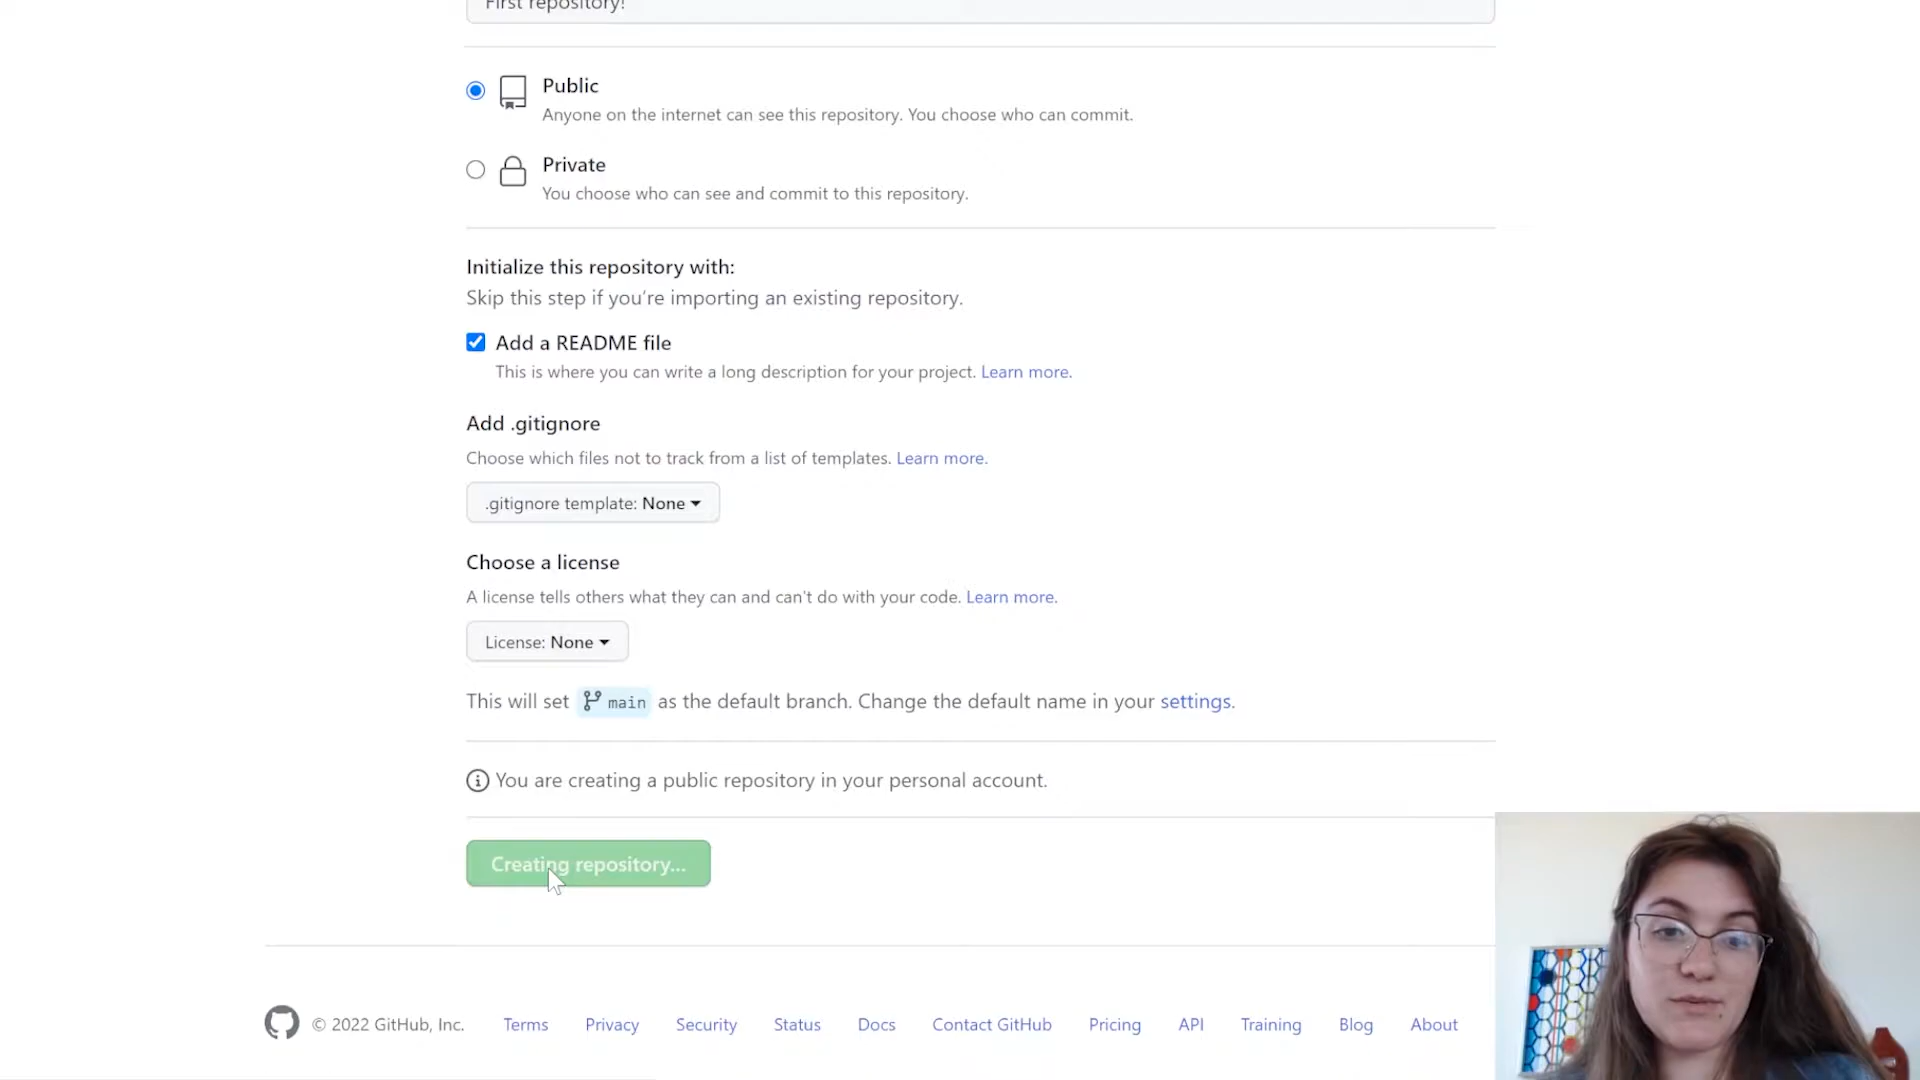 First repository!
Public
Anyone on the internet can see this repository. You choose who can commit.
Private
You choose who can see and commit to this repository.
Initialize this repository with:
Skip this step if you're importing an existing repository.
Add a README file
This is where you can write a long description for your project. Learn more.
Add .gitignore
Choose which files not to track from a list of templates. Learn more.
.gitignore template: None
Choose a license
A license tells others what they can and can't do with your code. Learn more.
License: None
This will set main as the default branch. Change the default name in your settings.
You are creating a public repository in your personal account.
Creating repository...
© 2022 GitHub, Inc. Terms Privacy Security Status Docs Contact GitHub Pricing API Training Blog About